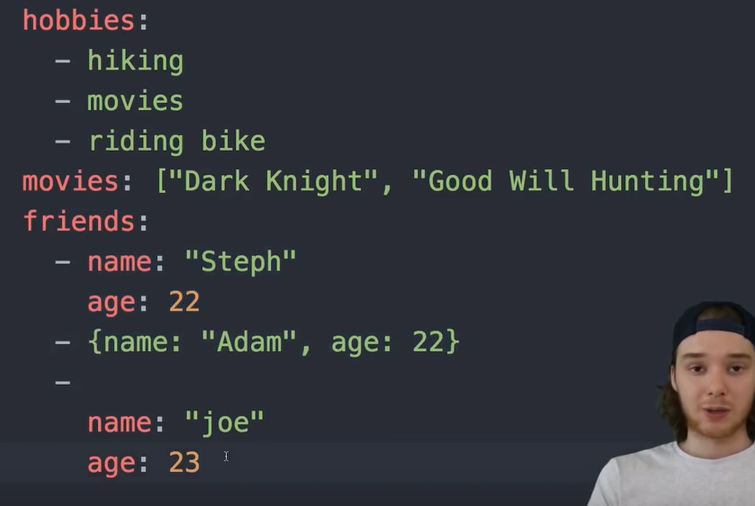 hobbies:
  - hiking
  - movies
  - riding bike
movies: ["Dark Knight", "Good Will Hunting"]
friends:
  - name: "Steph"
    age: 22
  - {name: "Adam", age: 22}
  -
    name: "joe"
    age: 23